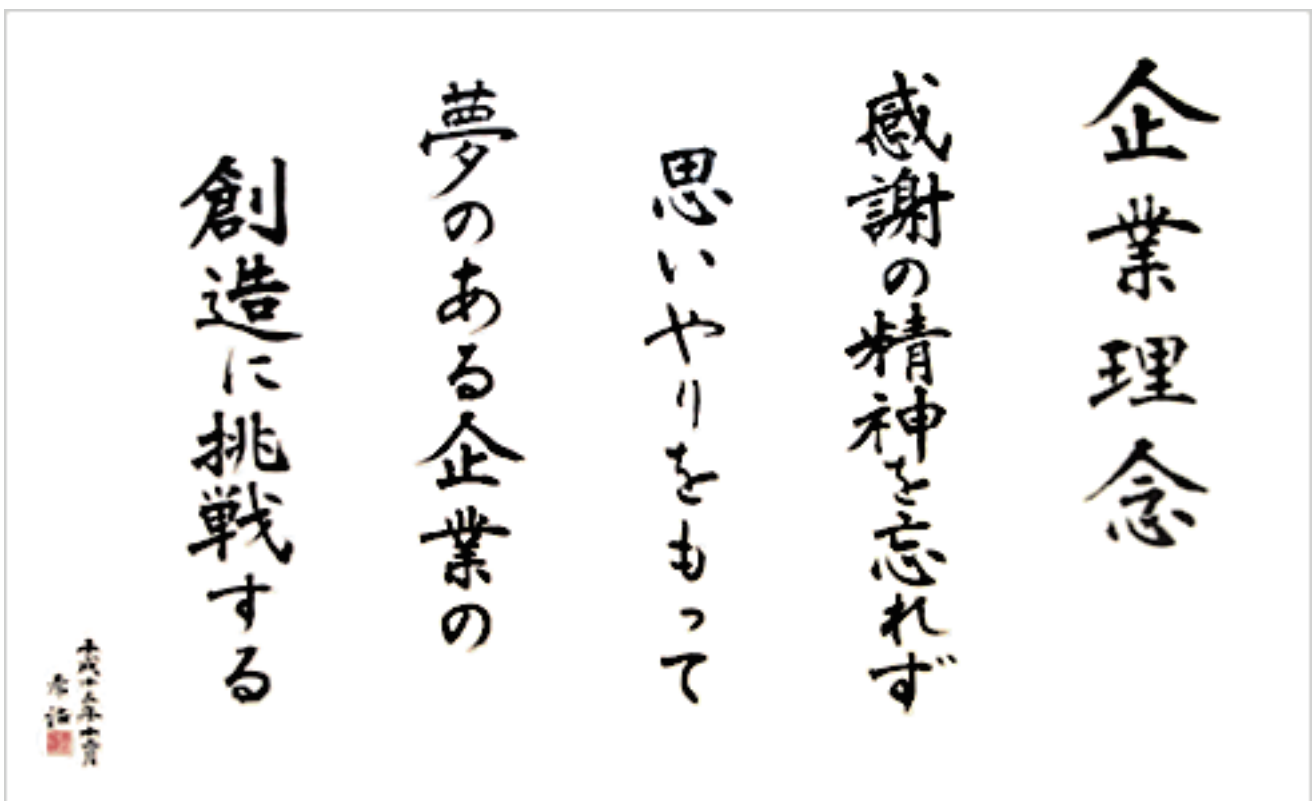 企業理念
感謝の精神を忘れず
思いやりをもって
夢のある企業の
創造に挑戦する